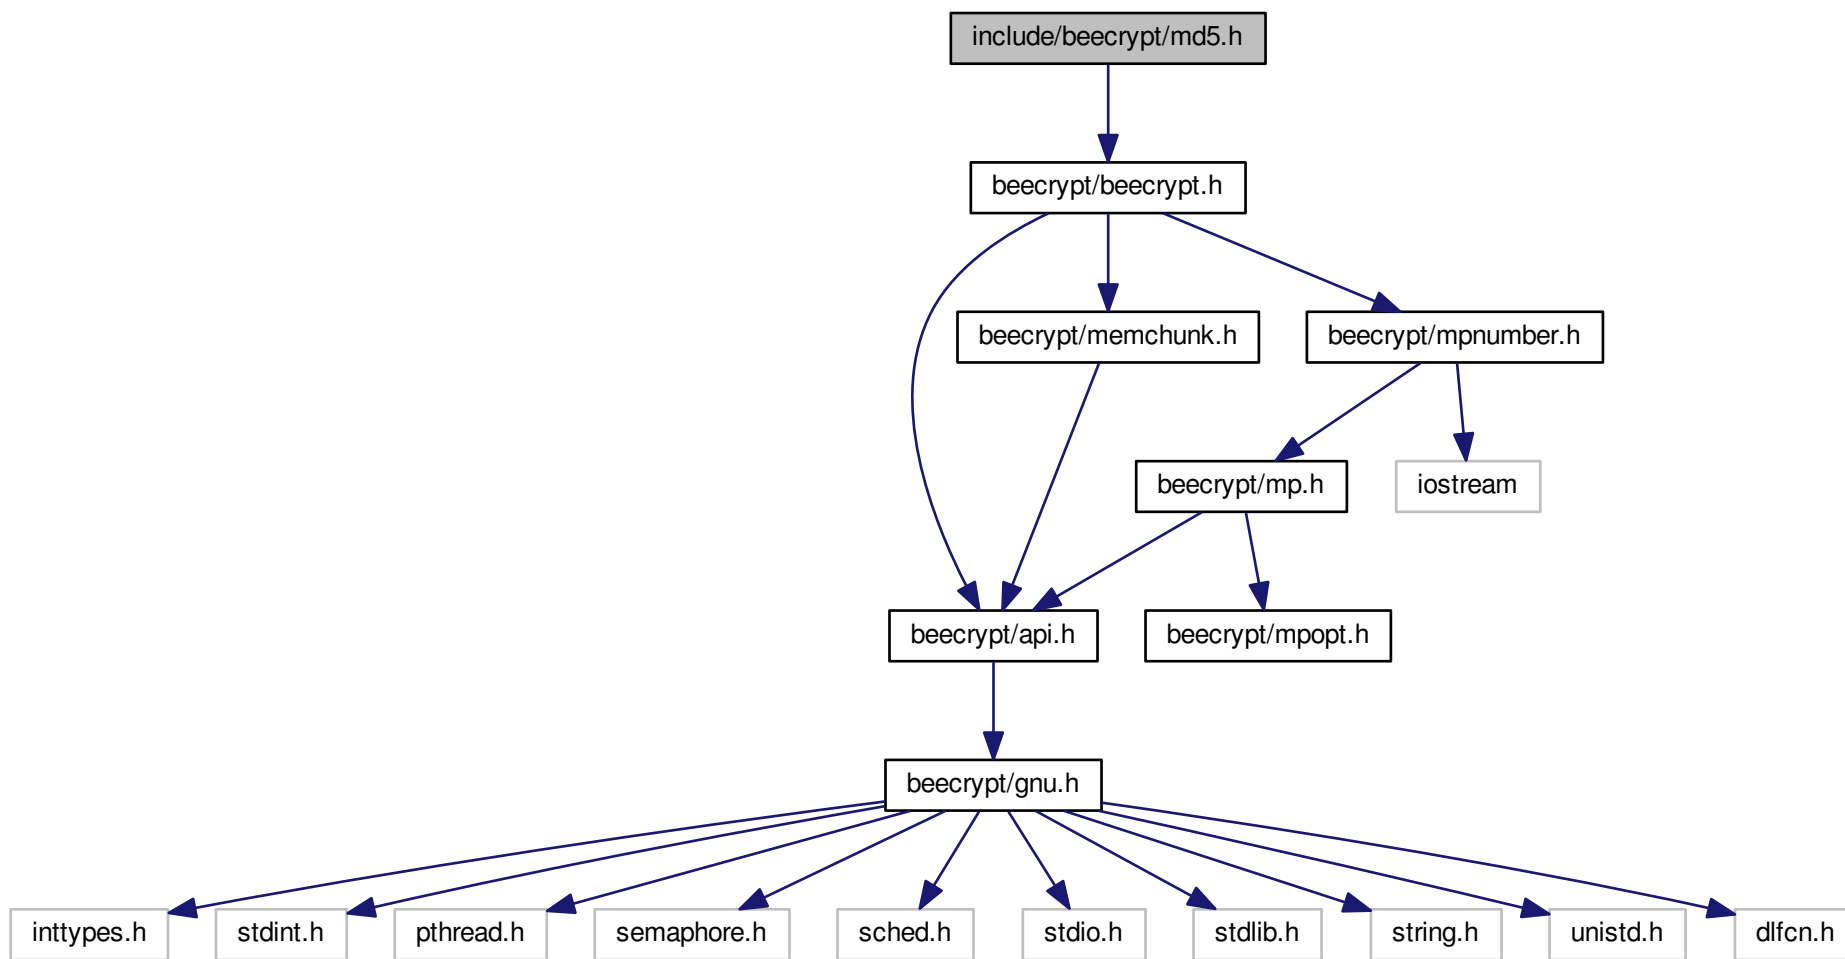 include/beecrypt/md5.h
beecrypt/beecrypt.h
beecrypt/memchunk.h
beecrypt/mpnumber.h
beecrypt/mp.h
iostream
beecrypt/api.h
beecrypt/mpopt.h
beecrypt/gnu.h
inttypes.h
stdint.h
pthread.h
semaphore.h
sched.h
stdio.h
stdlib.h
string.h
unistd.h
dlfcn.h